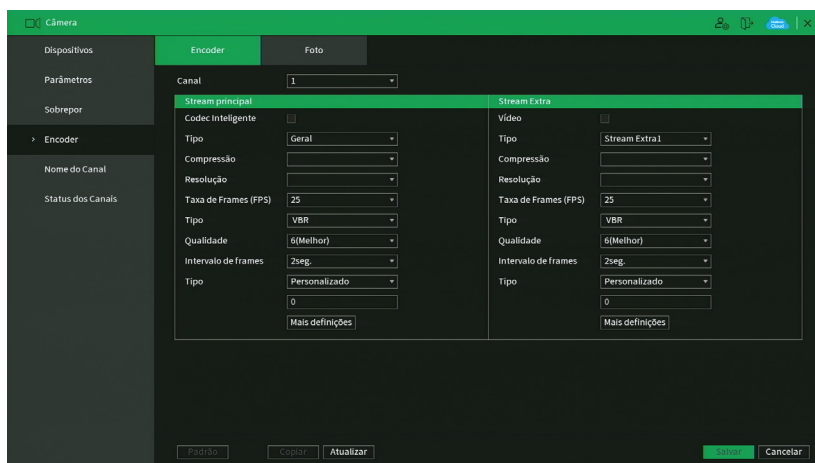 Câmera
Dispositivos
Parâmetros
Sobrepor
> Encoder
Nome do Canal
Status dos Canais
Encoder Foto
Canal 1
Stream principal Stream Extra
Codec Inteligente Vídeo
Tipo Geral Tipo Stream Extra1
Compressão Compressão
Resolução Resolução
Taxa de Frames (FPS) 25 Taxa de Frames (FPS) 25
Tipo VBR Tipo VBR
Qualidade 6(Melhor) Qualidade 6(Melhor)
Intervalo de frames 2seg. Intervalo de frames 2seg.
Tipo Personalizado Tipo Personalizado
0 0
Mais definições Mais definições
Padrão Copiar Atualizar Salvar Cancelar